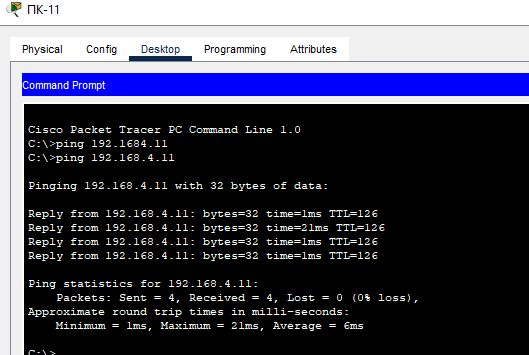 ПК-11
Physical Config Desktop Programming Attributes
Command Prompt
Cisco Packet Tracer PC Command Line 1.0
C:\>ping 192.1684.11
C:\>ping 192.168.4.11
Pinging 192.168.4.11 with 32 bytes of data:
Reply from 192.168.4.11: bytes=32 time=1ms TTL=126
Reply from 192.168.4.11: bytes=32 time=21ms TTL=126
Reply from 192.168.4.11: bytes=32 time=1ms TTL=126
Reply from 192.168.4.11: bytes=32 time=1ms TTL=126
Ping statistics for 192.168.4.11:
Packets: Sent = 4, Received = 4, Lost = 0 (0% loss),
Approximate round trip times in milli-seconds:
Minimum = 1ms, Maximum = 21ms, Average = 6ms
C:\>